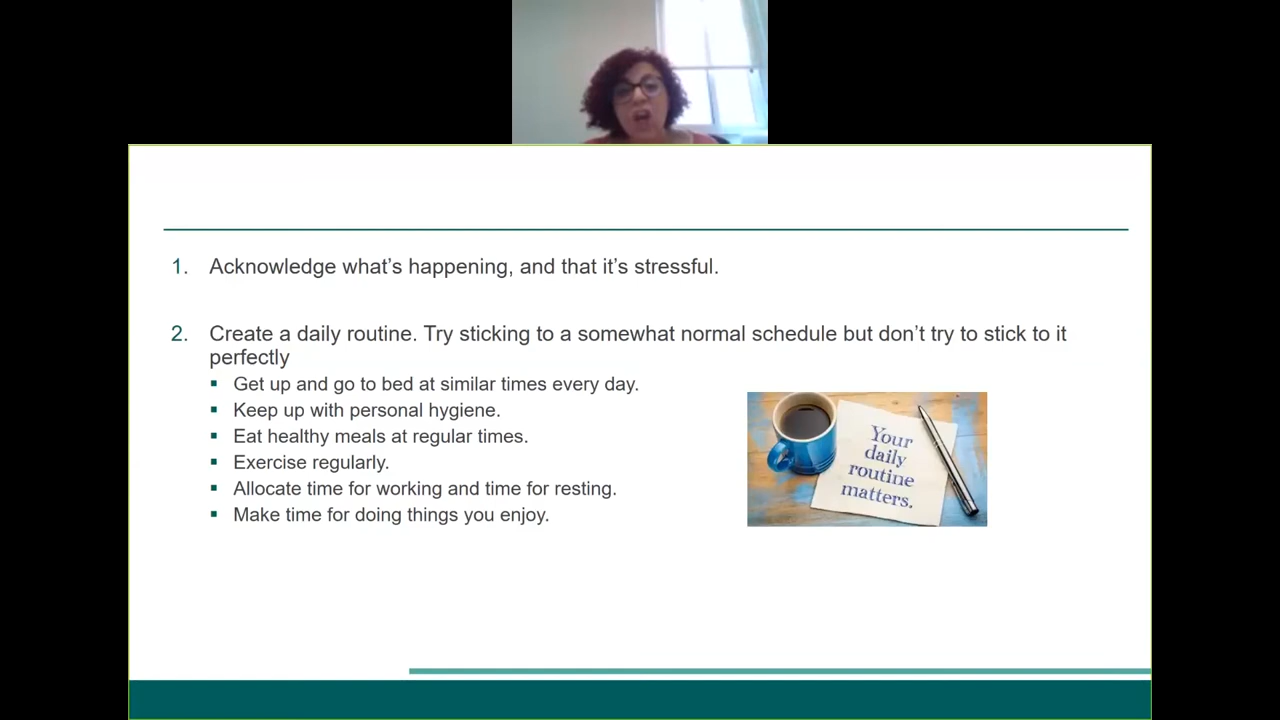 1. Acknowledge what's happening, and that it's stressful.
2. Create a daily routine. Try sticking to a somewhat normal schedule but don't try to stick to it
perfectly
▪ Get up and go to bed at similar times every day.
▪ Keep up with personal hygiene.
▪ Eat healthy meals at regular times.
▪ Exercise regularly.
▪ Allocate time for working and time for resting.
▪ Make time for doing things you enjoy.
Your
daily
routine
matters.